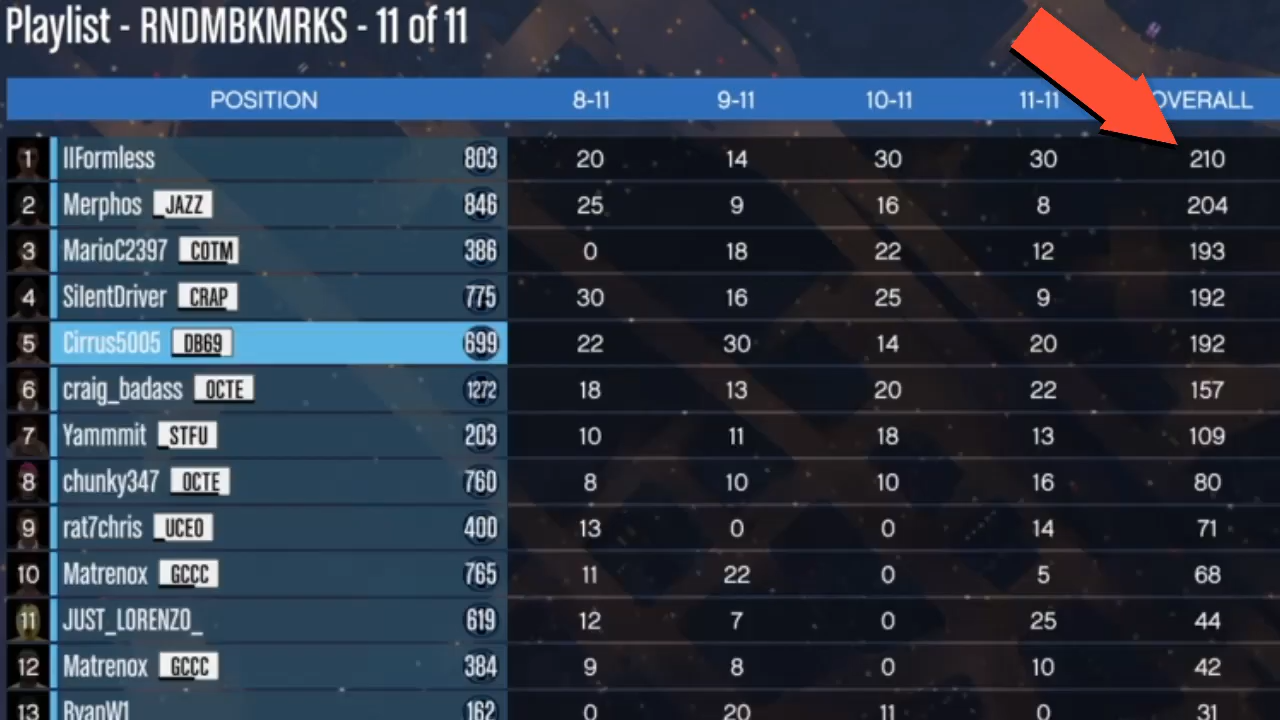 Playlist - RNDMBKMRKS - 11 of 11
POSITION 8-11 9-11 10-11 11-11 OVERALL
1 IIFormless 803 20 14 30 30 210
2 Merphos _JAZZ 846 25 9 16 8 204
3 MarioC2397 COTM 386 0 18 22 12 193
4 SilentDriver CRAP 775 30 16 25 9 192
5 Cirrus5005 DB69 699 22 30 14 20 192
6 craig_badass OCTE 1272 18 13 20 22 157
7 Yammmit _STFU 203 10 11 18 13 109
8 chunky347 OCTE 760 8 10 10 16 80
9 rat7chris _UCEO 400 13 0 0 14 71
10 Matrenox GCCC 765 11 22 0 5 68
11 JUST_LORENZO_ 619 12 7 0 25 44
12 Matrenox GCCC 384 9 8 0 10 42
13 RyanW1 162 0 20 11 0 31